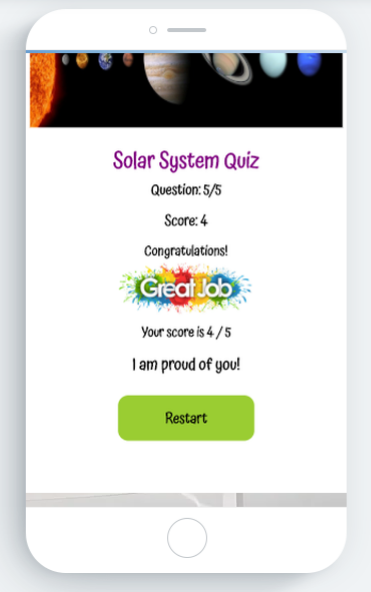 Solar System Quiz
Question: 5/5
Score: 4
Congratulations!
Great Job
Your score is 4 / 5
I am proud of you!
Restart